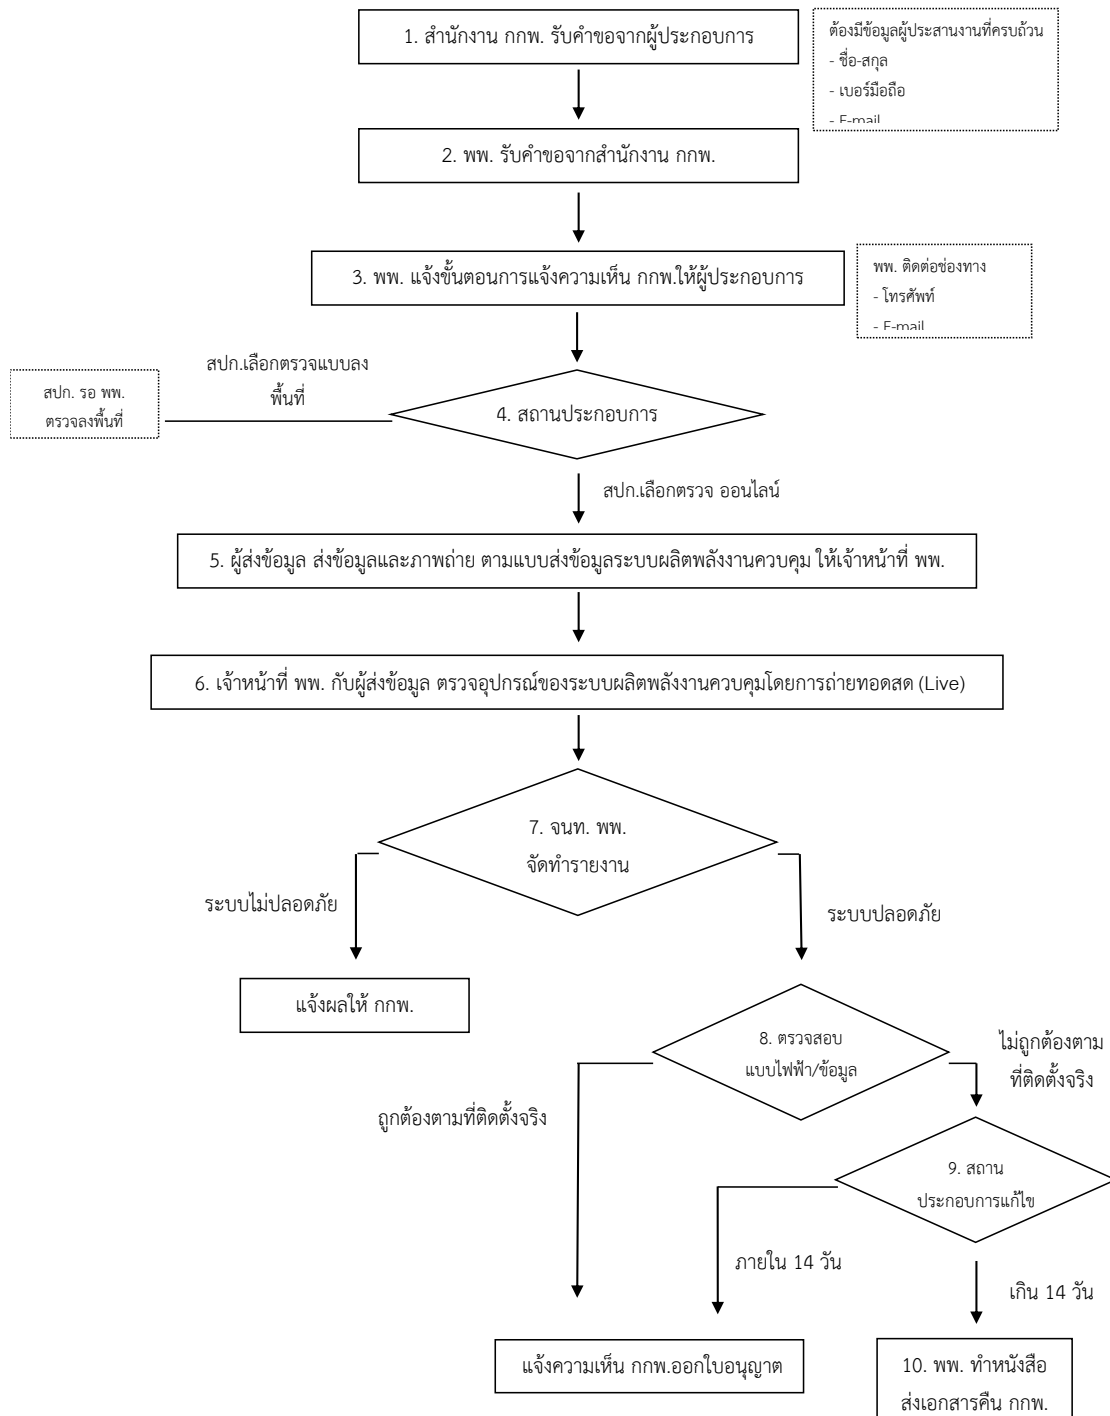 1. สำนักงาน กกพ. รับคำขอจากผู้ประกอบการ
ต้องมีข้อมูลผู้ประสานงานที่ครบถ้วน
- ชื่อ-สกุล
- เบอร์มือถือ
- E-mail
2. พพ. รับคำขอจากสำนักงาน กกพ.
3. พพ. แจ้งขั้นตอนการแจ้งความเห็น กกพ.ให้ผู้ประกอบการ
พพ. ติดต่อช่องทาง
- โทรศัพท์
- E-mail
สปก.เลือกตรวจแบบลง
พื้นที่
สปก. รอ พพ.
ตรวจลงพื้นที่
4. สถานประกอบการ
สปก.เลือกตรวจ ออนไลน์
5. ผู้ส่งข้อมูล ส่งข้อมูลและภาพถ่าย ตามแบบส่งข้อมูลระบบผลิตพลังงานควบคุม ให้เจ้าหน้าที่ พพ.
6. เจ้าหน้าที่ พพ. กับผู้ส่งข้อมูล ตรวจอุปกรณ์ของระบบผลิตพลังงานควบคุมโดยการถ่ายทอดสด (Live)
7. จนท. พพ.
จัดทำรายงาน
ระบบไม่ปลอดภัย
ระบบปลอดภัย
แจ้งผลให้ กกพ.
8. ตรวจสอบ
แบบไฟฟ้า/ข้อมูล
ไม่ถูกต้องตาม
ที่ติดตั้งจริง
ถูกต้องตามที่ติดตั้งจริง
9. สถาน
ประกอบการแก้ไข
ภายใน 14 วัน
เกิน 14 วัน
แจ้งความเห็น กกพ.ออกใบอนุญาต
10. พพ. ทำหนังสือ
ส่งเอกสารคืน กกพ.